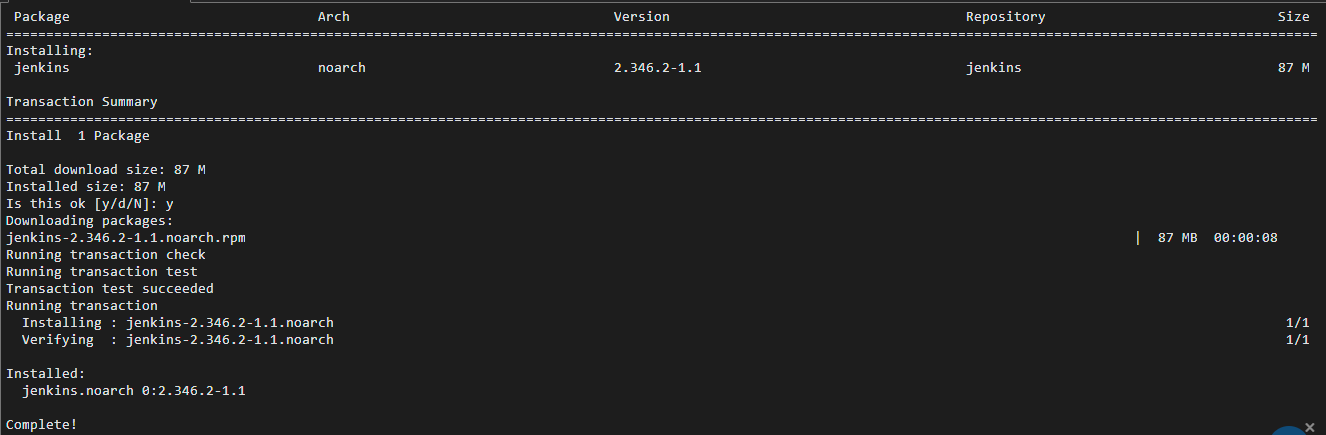 Package Arch Version Repository Size
====================================================================================================================================================================
Installing:
jenkins noarch 2.346.2-1.1 jenkins 87 M
Transaction Summary
====================================================================================================================================================================
Install  1 Package
Total download size: 87 M
Installed size: 87 M
Is this ok [y/d/N]: y
Downloading packages:
jenkins-2.346.2-1.1.noarch.rpm | 87 MB  00:00:08
Running transaction check
Running transaction test
Transaction test succeeded
Running transaction
Installing : jenkins-2.346.2-1.1.noarch 1/1
Verifying  : jenkins-2.346.2-1.1.noarch 1/1
Installed:
jenkins.noarch 0:2.346.2-1.1
Complete!